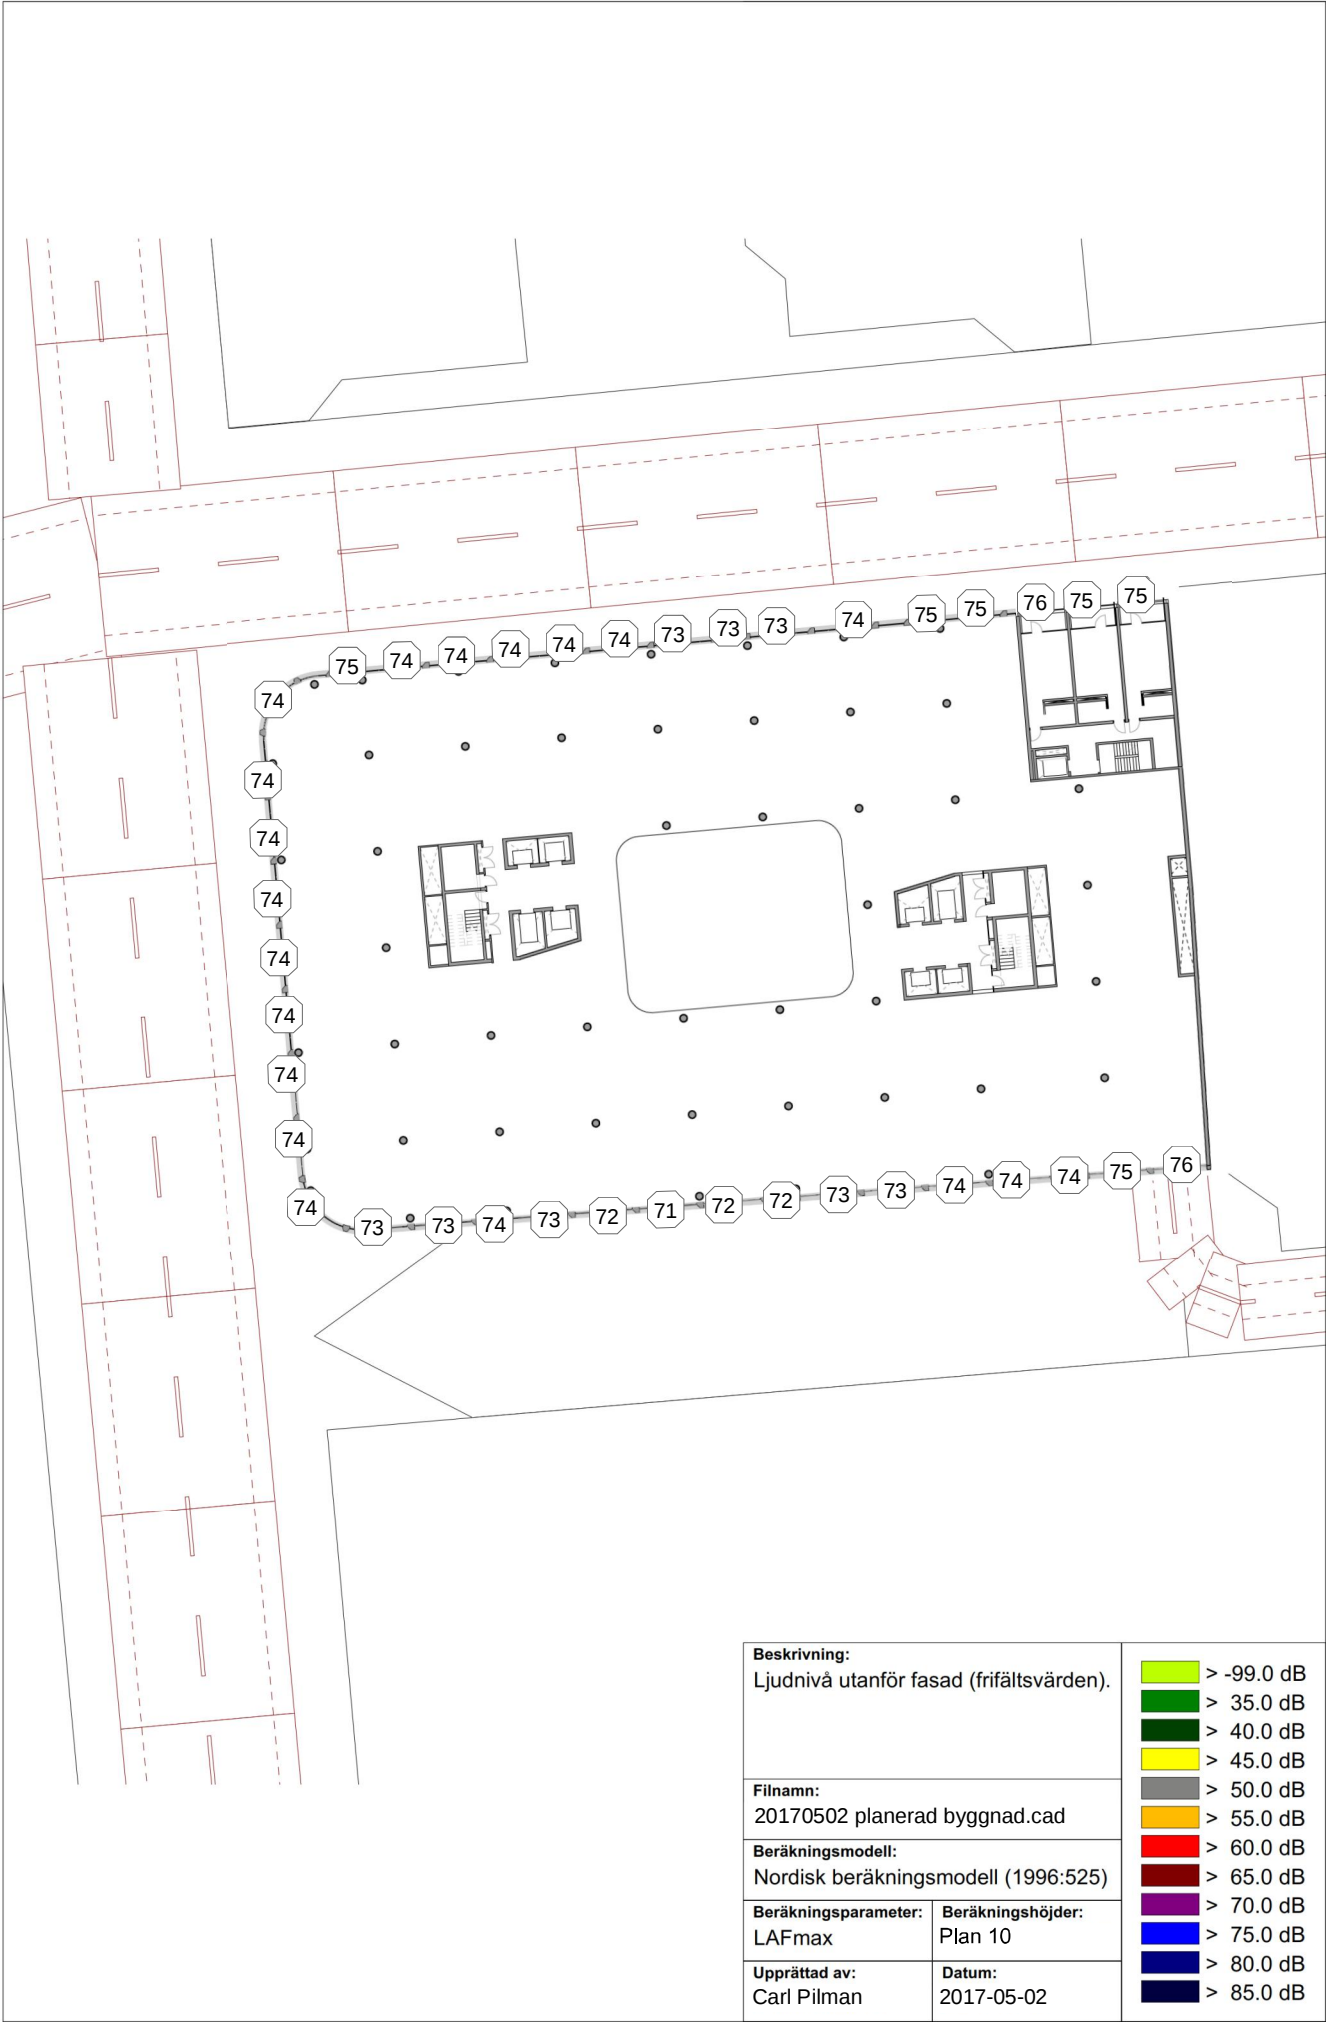 76 75 75
74 75 75
74 73 73 73
75 74 74 74 74
74
74
74
74
74
74
74
74
74
73 73 74 73 72 71 72 72 73 73 74 74 74 75 76
Beskrivning:
Ljudnivå utanför fasad (frifältsvärden).
Filnamn:
20170502 planerad byggnad.cad
Beräkningsmodell:
Nordisk beräkningsmodell (1996:525)
Beräkningsparameter:
LAFmax
Beräkningshöjder:
Plan 10
Upprättad av:
Carl Pilman
Datum:
2017-05-02
> -99.0 dB
> 35.0 dB
> 40.0 dB
> 45.0 dB
> 50.0 dB
> 55.0 dB
> 60.0 dB
> 65.0 dB
> 70.0 dB
> 75.0 dB
> 80.0 dB
> 85.0 dB